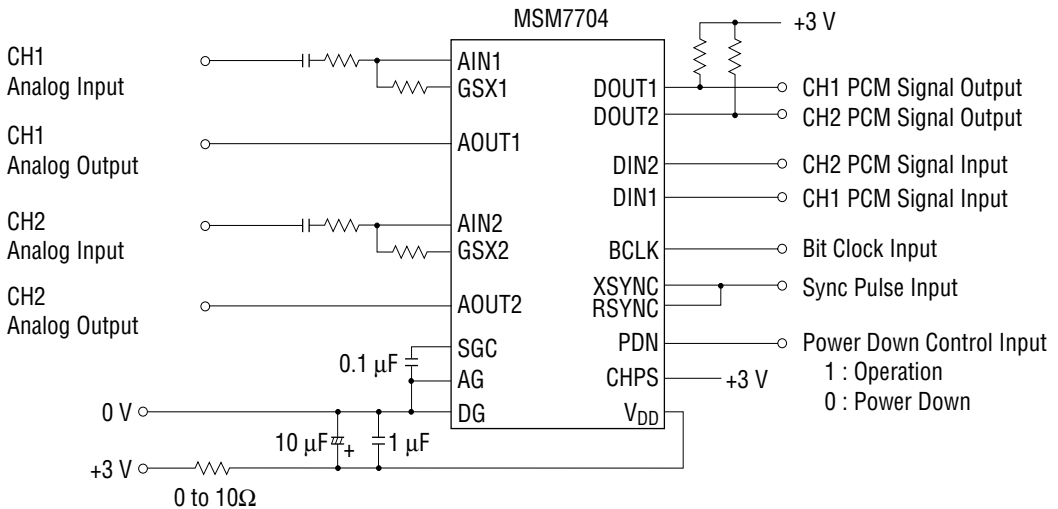 MSM7704
+3 V
CH1
Analog Input
AIN1
GSX1
DOUT1
CH1 PCM Signal Output
DOUT2
CH2 PCM Signal Output
CH1
Analog Output
AOUT1
DIN2
CH2 PCM Signal Input
DIN1
CH1 PCM Signal Input
CH2
Analog Input
AIN2
GSX2
BCLK
Bit Clock Input
XSYNC
RSYNC
Sync Pulse Input
CH2
Analog Output
AOUT2
PDN
Power Down Control Input
1 : Operation
0 : Power Down
SGC
0.1 μF
AG
CHPS
+3 V
0 V
DG
VDD
10 μF
+
1 μF
+3 V
0 to 10Ω